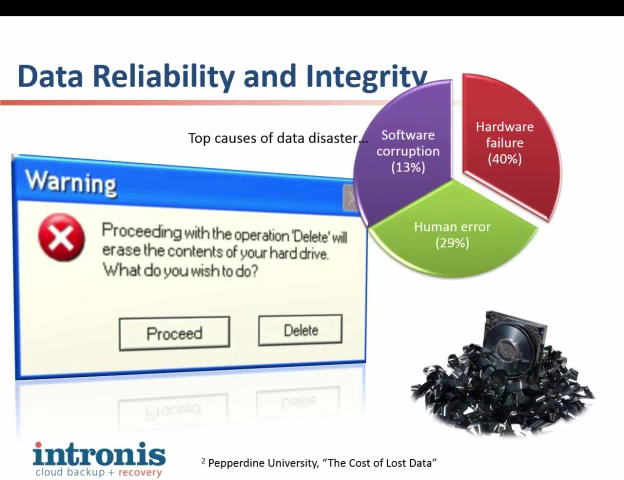 Data Reliability and Integrity
Top causes of data disaster...
Software
corruption
(13%)
Hardware
failure
(40%)
Human error
(29%)
Warning
Proceeding with the operation 'Delete' will
erase the contents of your hard drive.
What do you wish to do?
Proceed
Delete
intronis
cloud backup + recovery
2 Pepperdine University, "The Cost of Lost Data"